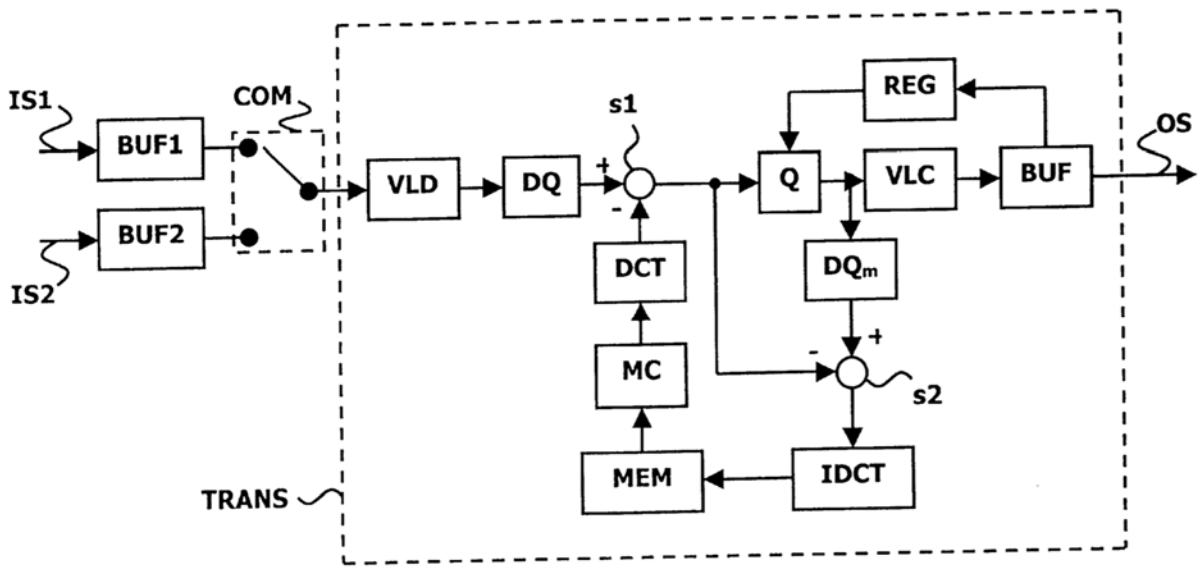 IS1
BUF1
COM
IS2
BUF2
TRANS
VLD
DQ
+
-
s1
DCT
MC
MEM
REG
Q
VLC
BUF
OS
DQm
+
-
s2
IDCT